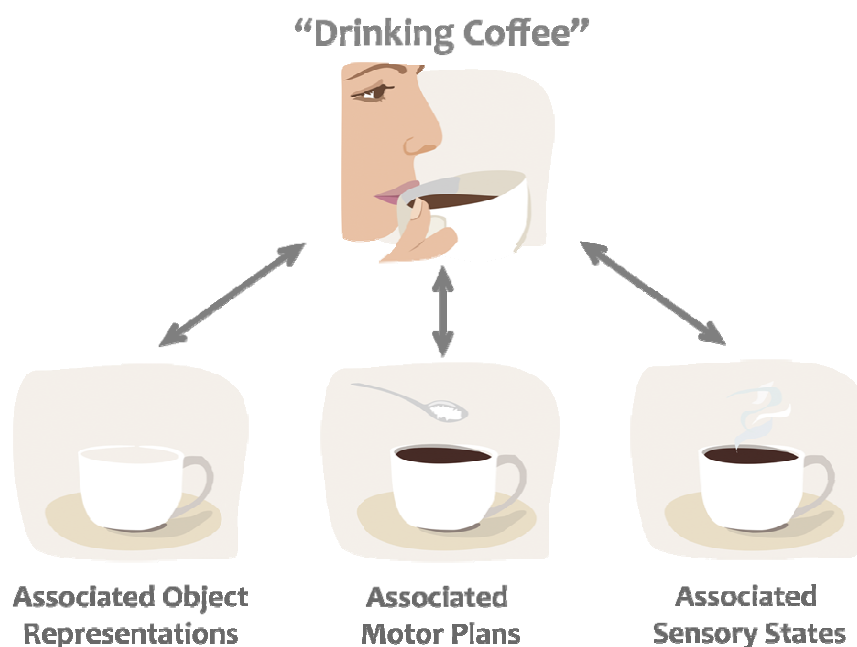 “Drinking Coffee”
Associated Object
Representations
Associated
Motor Plans
Associated
Sensory States